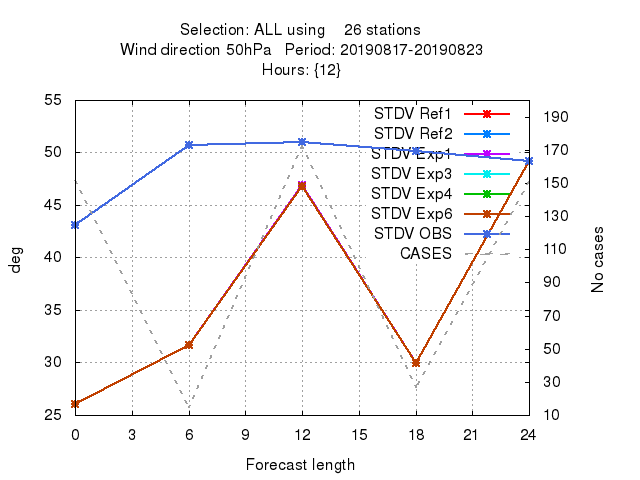 Selection: ALL using 26 stations
Wind direction 50hPa Period: 20190817-20190823
Hours: {12}
STDV Ref1
STDV Ref2
STDV Exp1
STDV Exp3
STDV Exp4
STDV Exp6
STDV OBS
CASES
55
50
45
40
35
30
25
deg
190
170
150
130
110
90
70
50
30
10
No cases
0 3 6 9 12 15 18 21 24
Forecast length